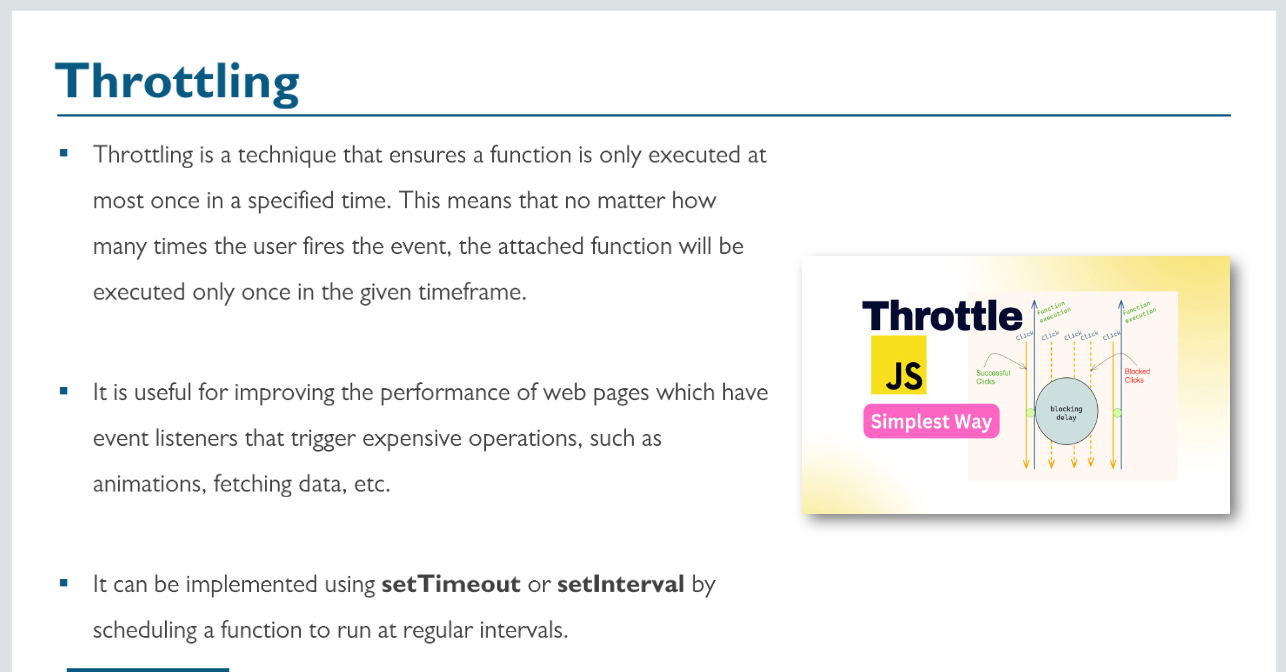 Throttling
▪ Throttling is a technique that ensures a function is only executed at
most once in a specified time. This means that no matter how
many times the user fires the event, the attached function will be
executed only once in the given timeframe.
▪ It is useful for improving the performance of web pages which have
event listeners that trigger expensive operations, such as
animations, fetching data, etc.
▪ It can be implemented using setTimeout or setInterval by
scheduling a function to run at regular intervals.
Throttle
JS
Simplest Way
Function
execution
Function
execution
Click Click Click Click Click
Successful
Clicks
Blocked
Clicks
blocking
delay